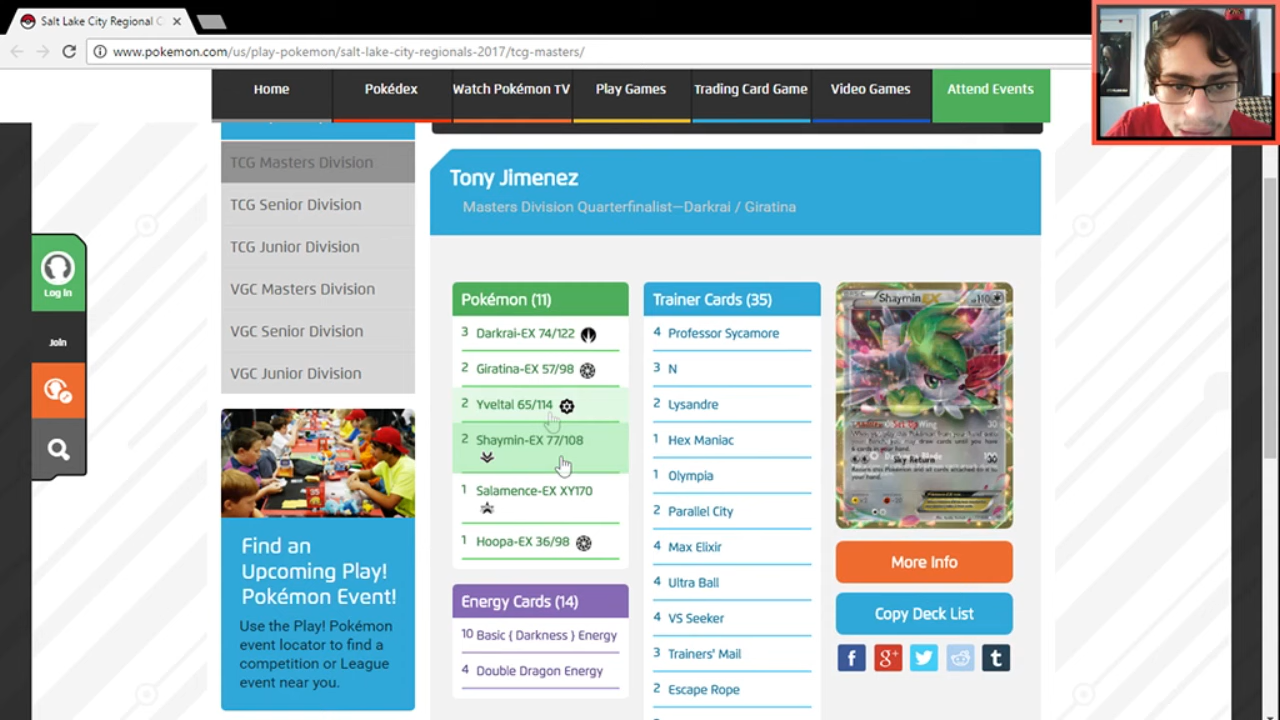 Salt Lake City Regional C
www.pokemon.com/us/play-pokemon/salt-lake-city-regionals-2017/tcg-masters/
Home
Pokédex
Watch Pokémon TV
Play Games
Trading Card Game
Video Games
Attend Events
TCG Masters Division
TCG Senior Division
TCG Junior Division
VGC Masters Division
VGC Senior Division
VGC Junior Division
Log In
Join
Find an
Upcoming Play!
Pokémon Event!
Use the Play! Pokémon
event locator to find a
competition or League
event near you.
Tony Jimenez
Masters Division Quarterfinalist—Darkrai / Giratina
Pokémon (11)
3 Darkrai-EX 74/122
2 Giratina-EX 57/98
2 Yveltal 65/114
2 Shaymin-EX 77/108
1 Salamence-EX XY170
1 Hoopa-EX 36/98
Energy Cards (14)
10 Basic { Darkness } Energy
4 Double Dragon Energy
Trainer Cards (35)
4 Professor Sycamore
3 N
2 Lysandre
1 Hex Maniac
1 Olympia
2 Parallel City
4 Max Elixir
4 Ultra Ball
4 VS Seeker
3 Trainers' Mail
2 Escape Rope
Shaymin EX
110
Sky Return 30
More Info
Copy Deck List